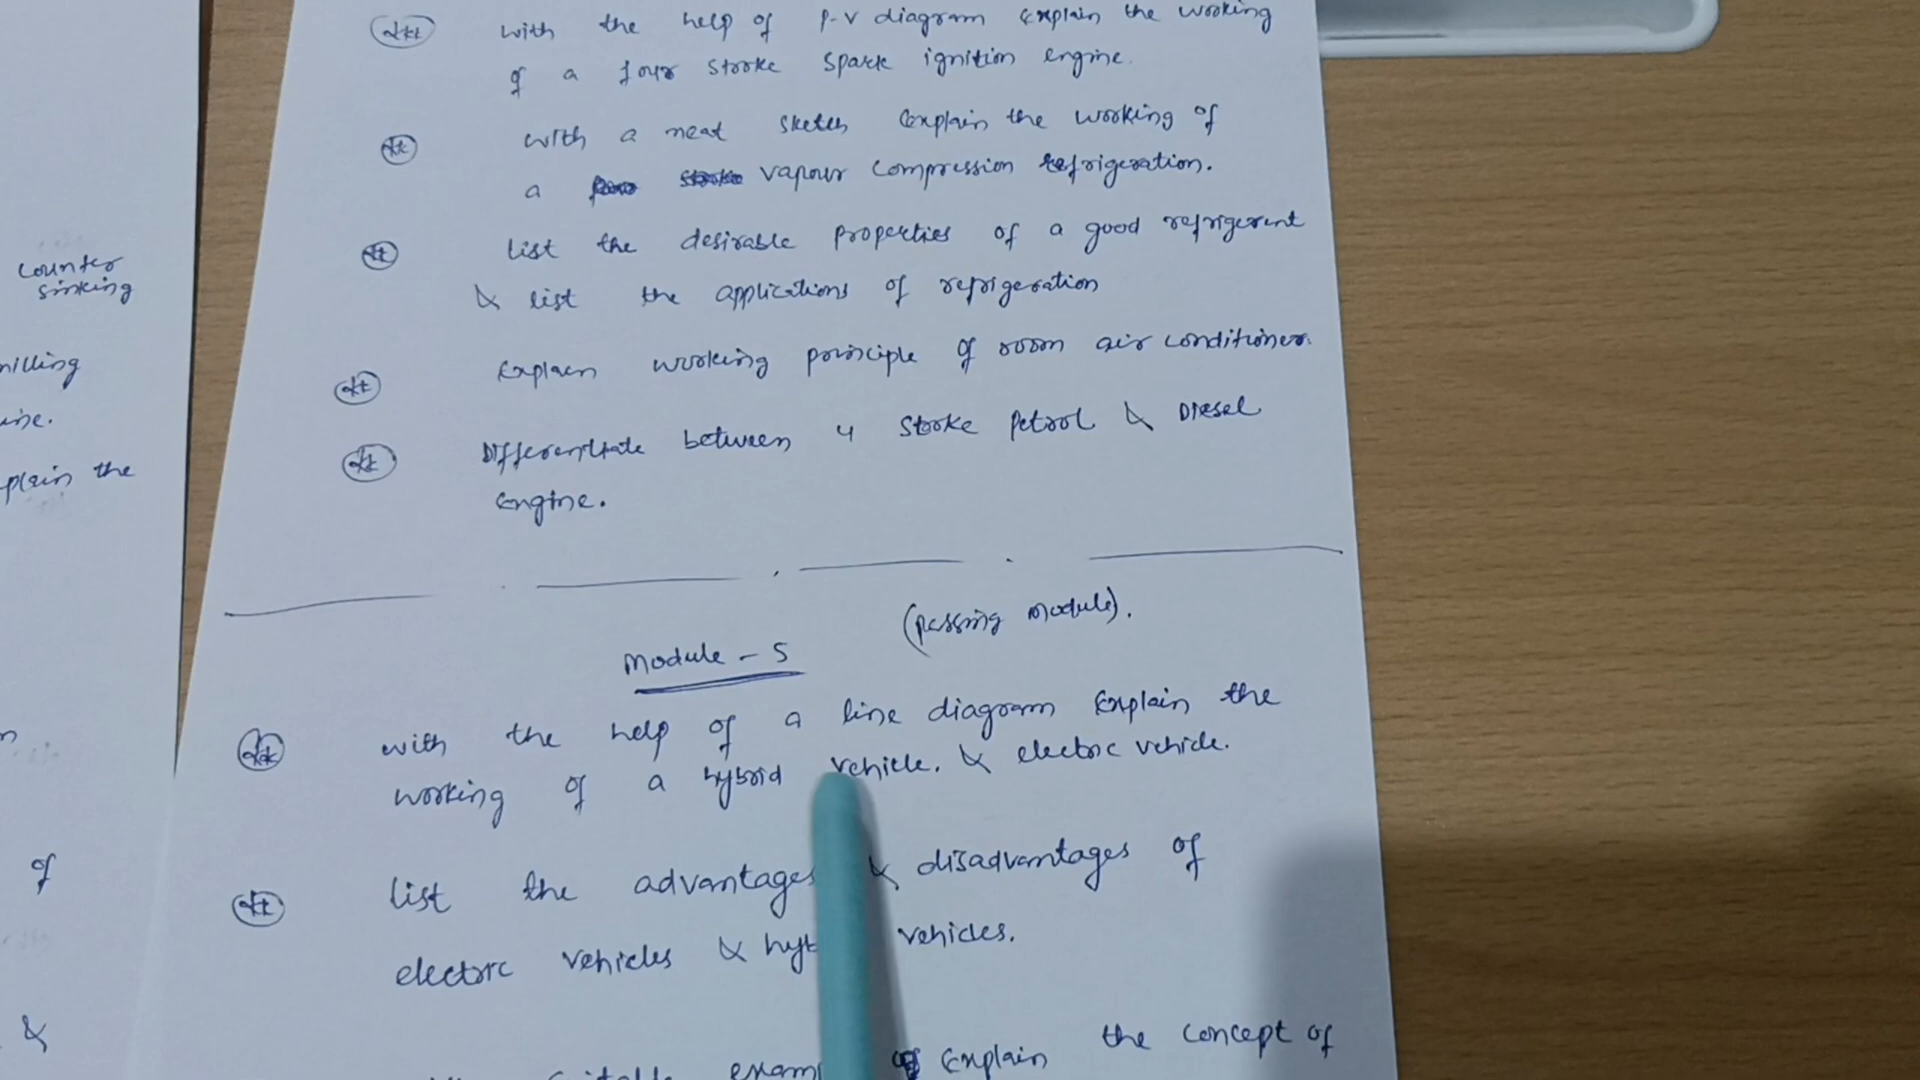 with the help of P-V diagram explain the working
of a four stroke spark ignition engine.
with a neat sketch explain the working of
a vapour compression refrigeration.
List the desirable properties of a good refrigerent
& list the applications of refrigeration
Explain working principle of room air conditioner.
Differentiate between 4 stroke petrol & Diesel
Engine.
(passing module).
Module - 5
with the help of a line diagram Explain the
working of a hybrid vehicle. & electric vehicle.
List the advantages & disadvantages of
electric vehicles & hyb vehicles.
the concept of
Explain
counter
sinking
milling
plain the
of
&